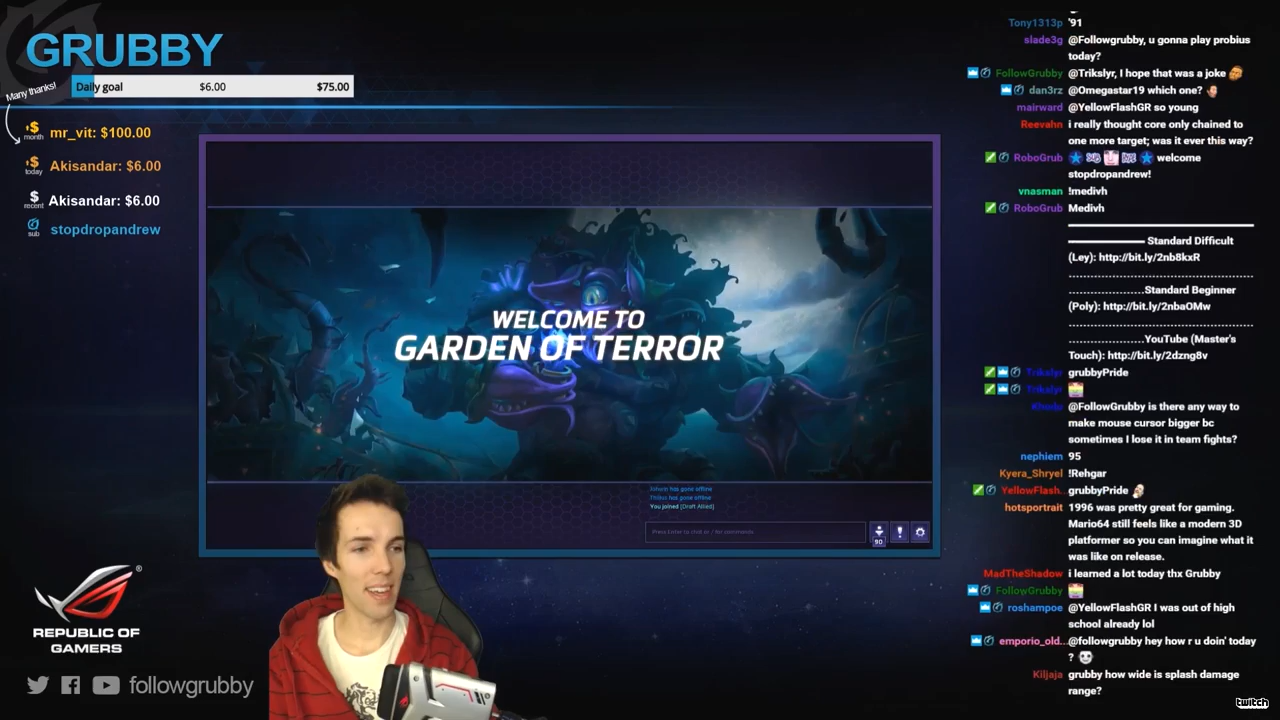 GRUBBY
Many thanks!
Daily goal $6.00 $75.00
$ month mr_vit: $100.00
$ today Akisandar: $6.00
$ recent Akisandar: $6.00
sub stopdropandrew
WELCOME TO
GARDEN OF TERROR
You joined [Draft Allied]
90
REPUBLIC OF
GAMERS
followgrubby
Tony1313p '91
slade3g @Followgrubby, u gonna play probius
today?
FollowGrubby @Trikslyr, I hope that was a joke
dan3rz @Omegastar19 which one?
mairward @YellowFlashGR so young
Reevahn i really thought core only chained to
one more target; was it ever this way?
RoboGrub welcome
stopdropandrew!
vnasman !medivh
RoboGrub Medivh
Standard Difficult
(Ley): http://bit.ly/2nb8kxR
Standard Beginner
(Poly): http://bit.ly/2nbaOMw
YouTube (Master's
Touch): http://bit.ly/2dzng8v
Trikslyr grubbyPride
Trikslyr
@FollowGrubby is there any way to
make mouse cursor bigger bc
sometimes I lose it in team fights?
nephiem 95
Kyera_Shryel !Rehgar
YellowFlash.. grubbyPride
hotsportrait 1996 was pretty great for gaming.
Mario64 still feels like a modern 3D
platformer so you can imagine what it
was like on release.
MadTheShadow i learned a lot today thx Grubby
FollowGrubby
roshampoe @YellowFlashGR I was out of high
school already lol
emporio_old... @followgrubby hey how r u doin' today
?
Kiljaja grubby how wide is splash damage
range?
twitch